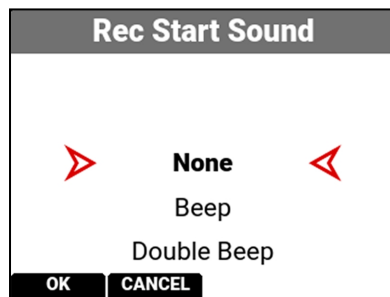 Rec Start Sound
None
Beep
Double Beep
OK CANCEL